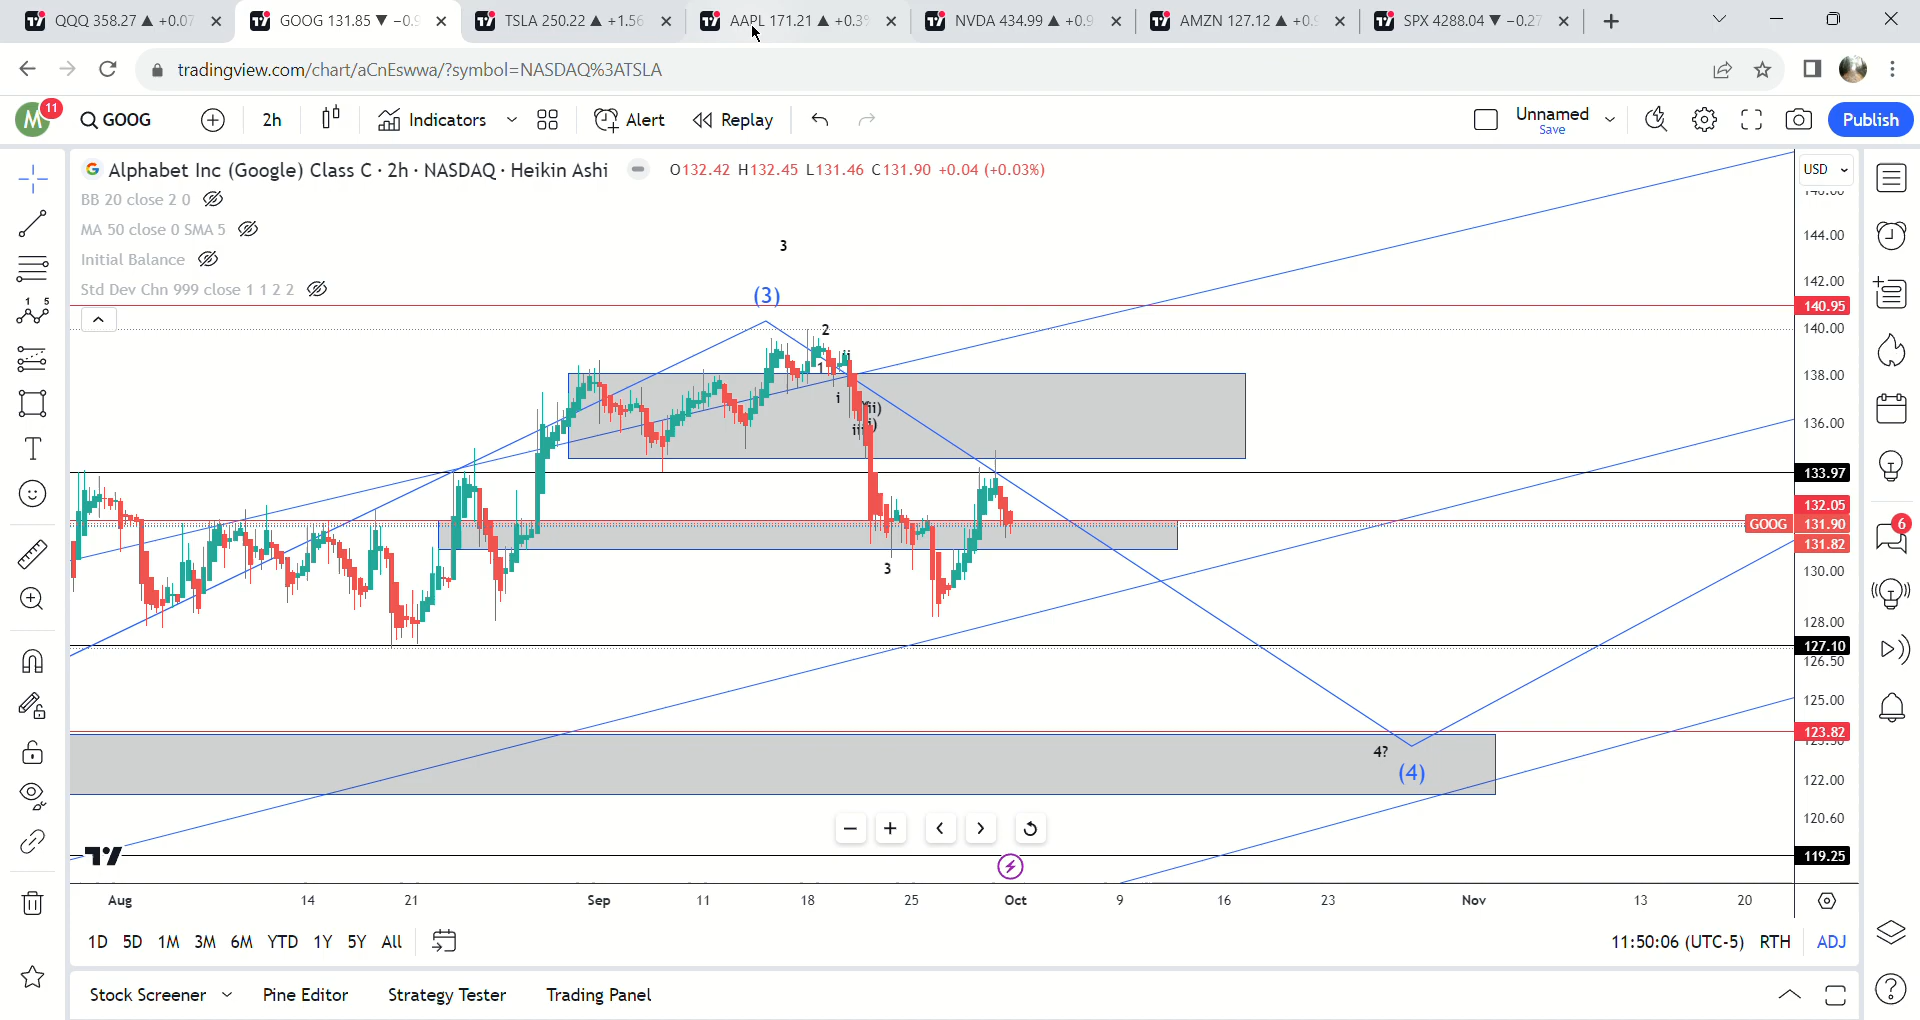 QQQ 358.27 ▲ +0.07
GOOG 131.85 ▼ −0.9
TSLA 250.22 ▲ +1.56
AAPL 171.21 ▲ +0.3
NVDA 434.99 ▲ +0.9
AMZN 127.12 ▲ +0.
SPX 4288.04 ▼ −0.27
tradingview.com/chart/aCnEswwa/?symbol=NASDAQ%3ATSLA
M
11
GOOG
2h
Indicators
Alert
Replay
Unnamed
Save
Publish
Alphabet Inc (Google) Class C · 2h · NASDAQ · Heikin Ashi
O132.42 H132.45 L131.46 C131.90 +0.04 (+0.03%)
BB 20 close 2 0
MA 50 close 0 SMA 5
Initial Balance
Std Dev Chn 999 close 1 1 2 2
USD
144.00
142.00
140.95
140.00
138.00
136.00
133.97
132.05
GOOG 131.90
131.82
130.00
128.00
127.10
126.50
125.00
123.82
122.00
120.60
119.25
3
(3)
2
1
ii
i
iii
3
4?
(4)
1 5
6
Aug
14
21
Sep
11
18
25
Oct
9
16
23
Nov
13
20
1D
5D
1M
3M
6M
YTD
1Y
5Y
All
11:50:06 (UTC-5)
RTH
ADJ
Stock Screener
Pine Editor
Strategy Tester
Trading Panel